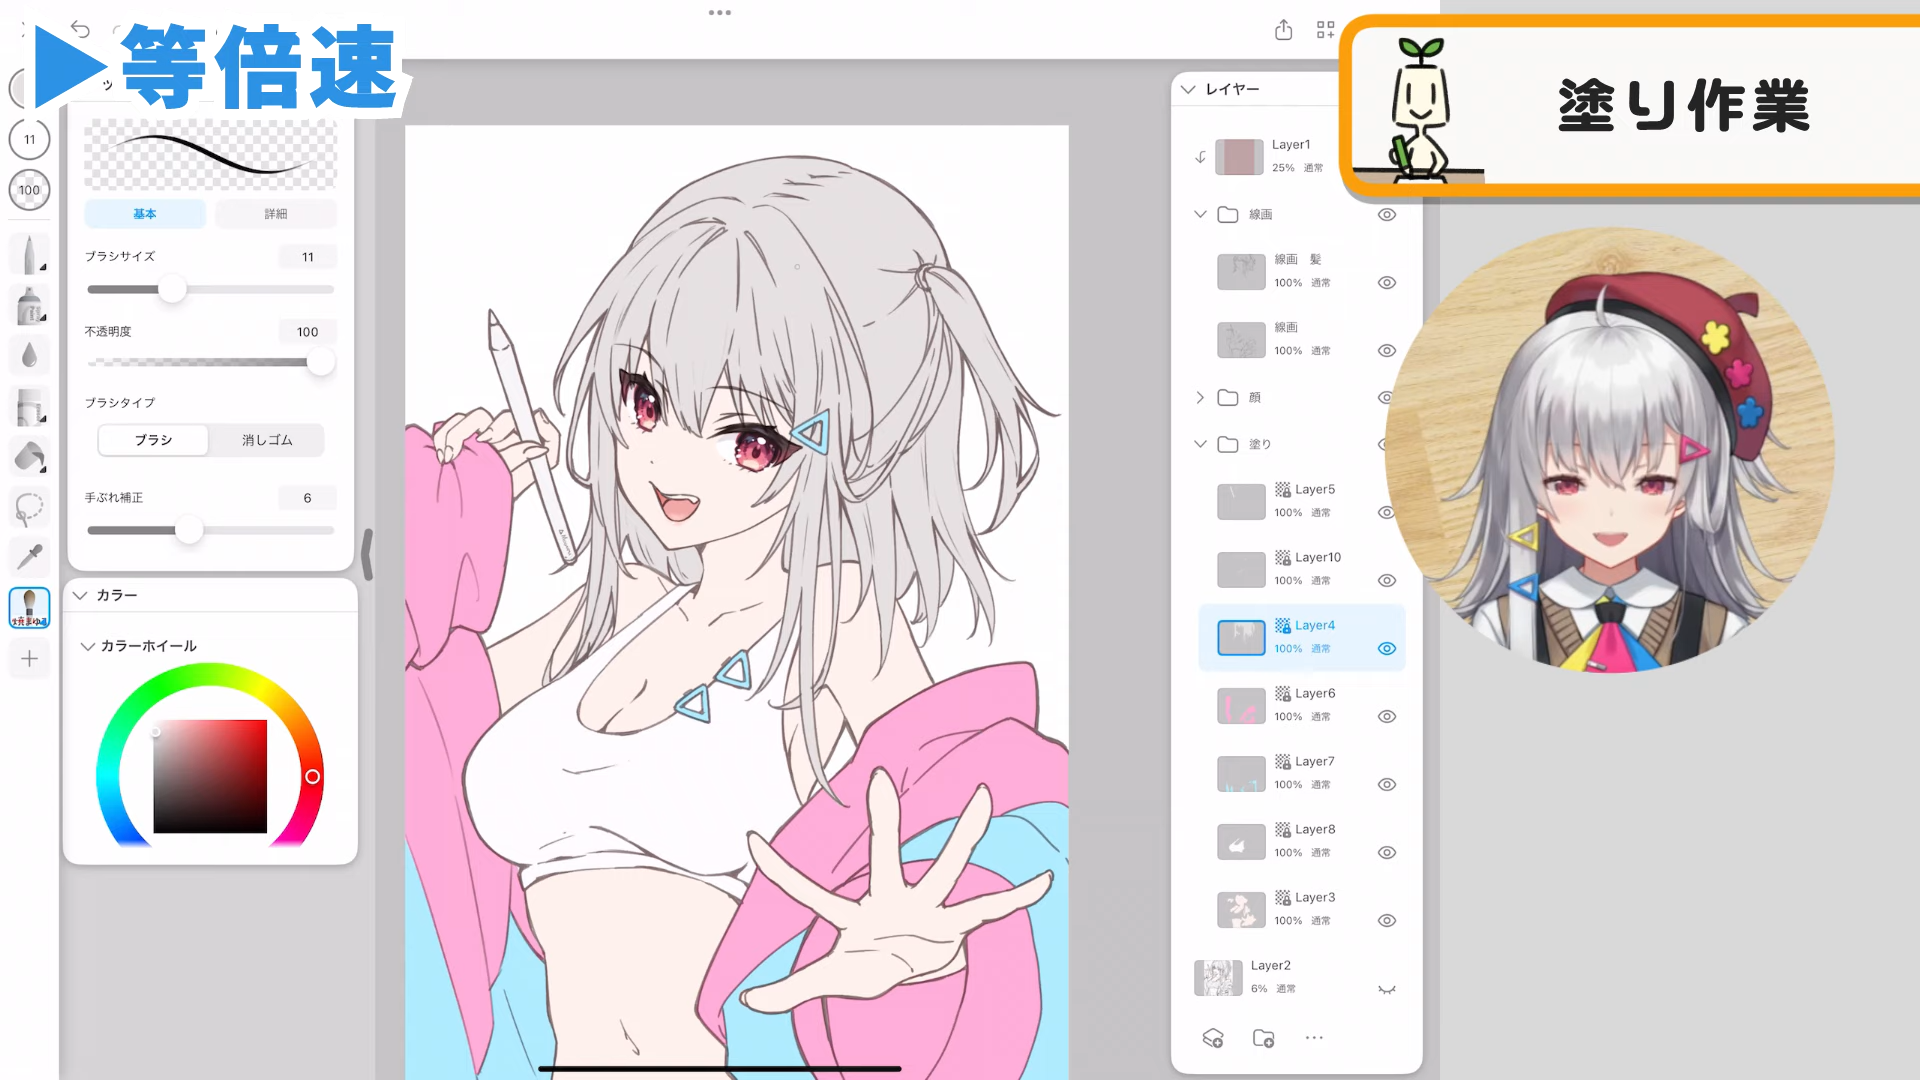 ▶等倍速
塗り作業
ツ
11
100
基本
詳細
ブラシサイズ
11
不透明度
100
ブラシタイプ
ブラシ
消しゴム
手ぶれ補正
6
カラー
カラーホイール
焼まゆ
レイヤー
Layer1
25% 通常
線画
線画 髪
100% 通常
線画
100% 通常
顔
塗り
Layer5
100% 通常
Layer10
100% 通常
Layer4
100% 通常
Layer6
100% 通常
Layer7
100% 通常
Layer8
100% 通常
Layer3
100% 通常
Layer2
6% 通常